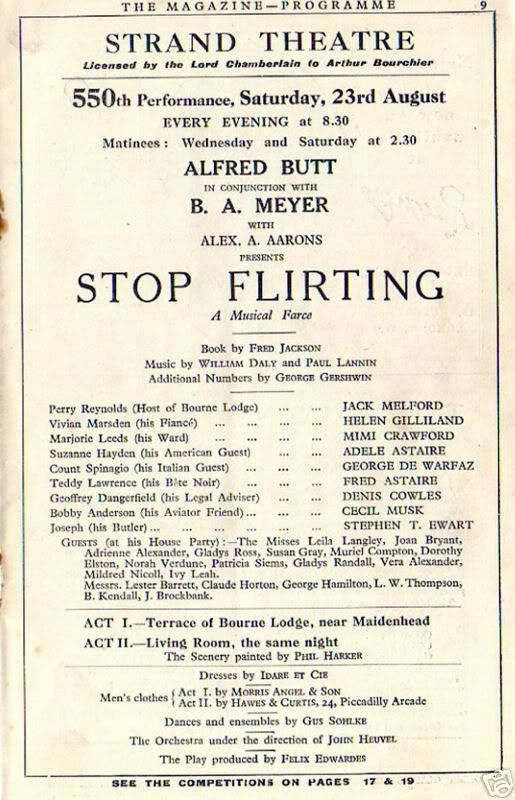 THE MAGAZINE—PROGRAMME 9
STRAND THEATRE
Licensed by the Lord Chamberlain to Arthur Bourchier
550th Performance, Saturday, 23rd August
EVERY EVENING at 8.30
Matinees: Wednesday and Saturday at 2.30
ALFRED BUTT
IN CONJUNCTION WITH
B. A. MEYER
WITH
ALEX. A. AARONS
PRESENTS
STOP FLIRTING
A Musical Farce
Book by FRED JACKSON
Music by WILLIAM DALY and PAUL LANNIN
Additional Numbers by GEORGE GERSHWIN
Perry Reynolds (Host of Bourne Lodge) ... ... JACK MELFORD
Vivian Marsden (his Fiancé) ... ... ... ... HELEN GILLILAND
Marjorie Leeds (his Ward) ... ... ... ... MIMI CRAWFORD
Suzanne Hayden (his American Guest) ... ... ADELE ASTAIRE
Count Spinagio (his Italian Guest) ... ... ... GEORGE DE WARFAZ
Teddy Lawrence (his Bête Noir) ... ... ... FRED ASTAIRE
Geoffrey Dangerfield (his Legal Adviser) ... ... DENIS COWLES
Bobby Anderson (his Aviator Friend)... ... ... CECIL MUSK
Joseph (his Butler)... ... ... ... ... ... STEPHEN T. EWART
GUESTS (at his House Party) :—The Misses Leila Langley, Joan Bryant,
Adrienne Alexander, Gladys Ross, Susan Gray, Muriel Compton, Dorothy
Elston, Norah Verdune, Patricia Siems, Gladys Randall, Vera Alexander,
Mildred Nicoll, Ivy Leah.
Messrs. Lester Barrett, Claude Horton, George Hamilton, L. W. Thompson,
B. Kendall, J. Brockbank.
ACT I.—Terrace of Bourne Lodge, near Maidenhead
ACT II.—Living Room, the same night
The Scenery painted by PHIL HARKER
Dresses by IDARE ET CIE
Men's clothes { Act I. by MORRIS ANGEL & SON
Act II. by HAWES & CURTIS, 24, Piccadilly Arcade
Dances and ensembles by GUS SOHLKE
The Orchestra under the direction of JOHN HEUVEL
The Play produced by FELIX EDWARDES
SEE THE COMPETITIONS ON PAGES 17 & 19